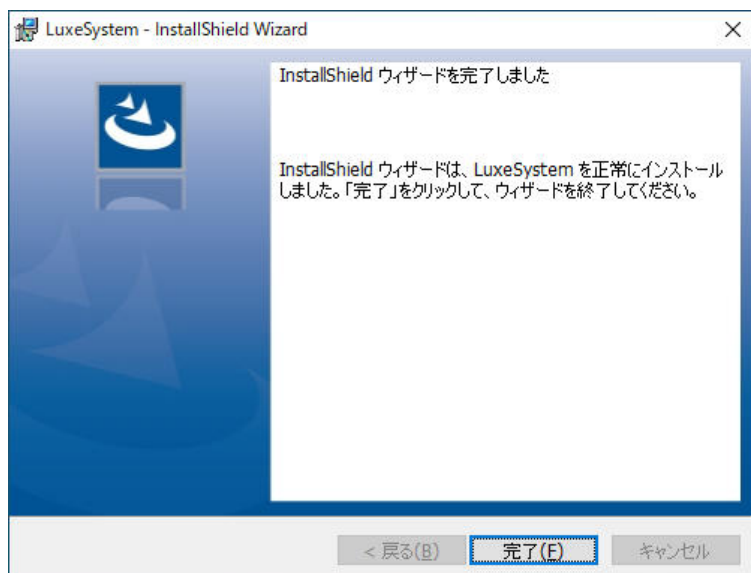 LuxeSystem - InstallShield Wizard
InstallShield ウィザードを完了しました
InstallShield ウィザードは、LuxeSystem を正常にインストール
しました。「完了」をクリックして、ウィザードを終了してください。
< 戻る(B) 完了(F) キャンセル